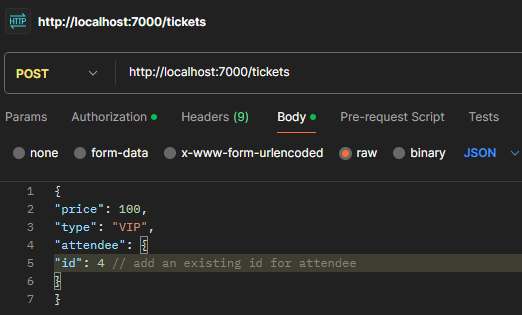 HTTP http://localhost:7000/tickets
POST http://localhost:7000/tickets
Params Authorization Headers (9) Body Pre-request Script Tests
none form-data x-www-form-urlencoded raw binary JSON
1 {
2 "price": 100,
3 "type": "VIP",
4 "attendee": {
5 "id": 4 // add an existing id for attendee
6 }
7 }